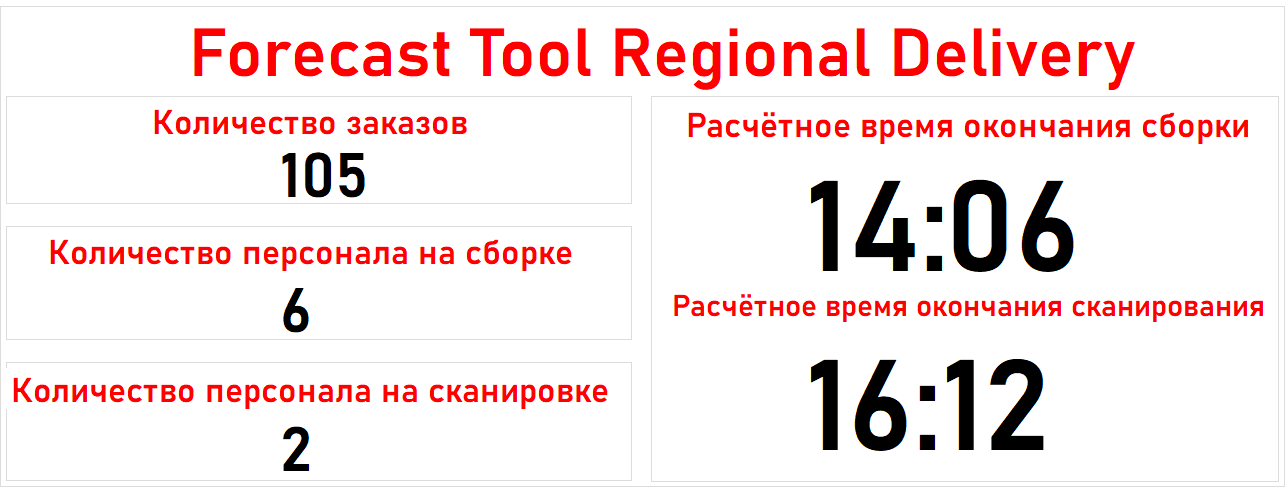 Forecast Tool Regional Delivery
Количество заказов
105
Количество персонала на сборке
6
Количество персонала на сканировке
2
Расчётное время окончания сборки
14:06
Расчётное время окончания сканирования
16:12